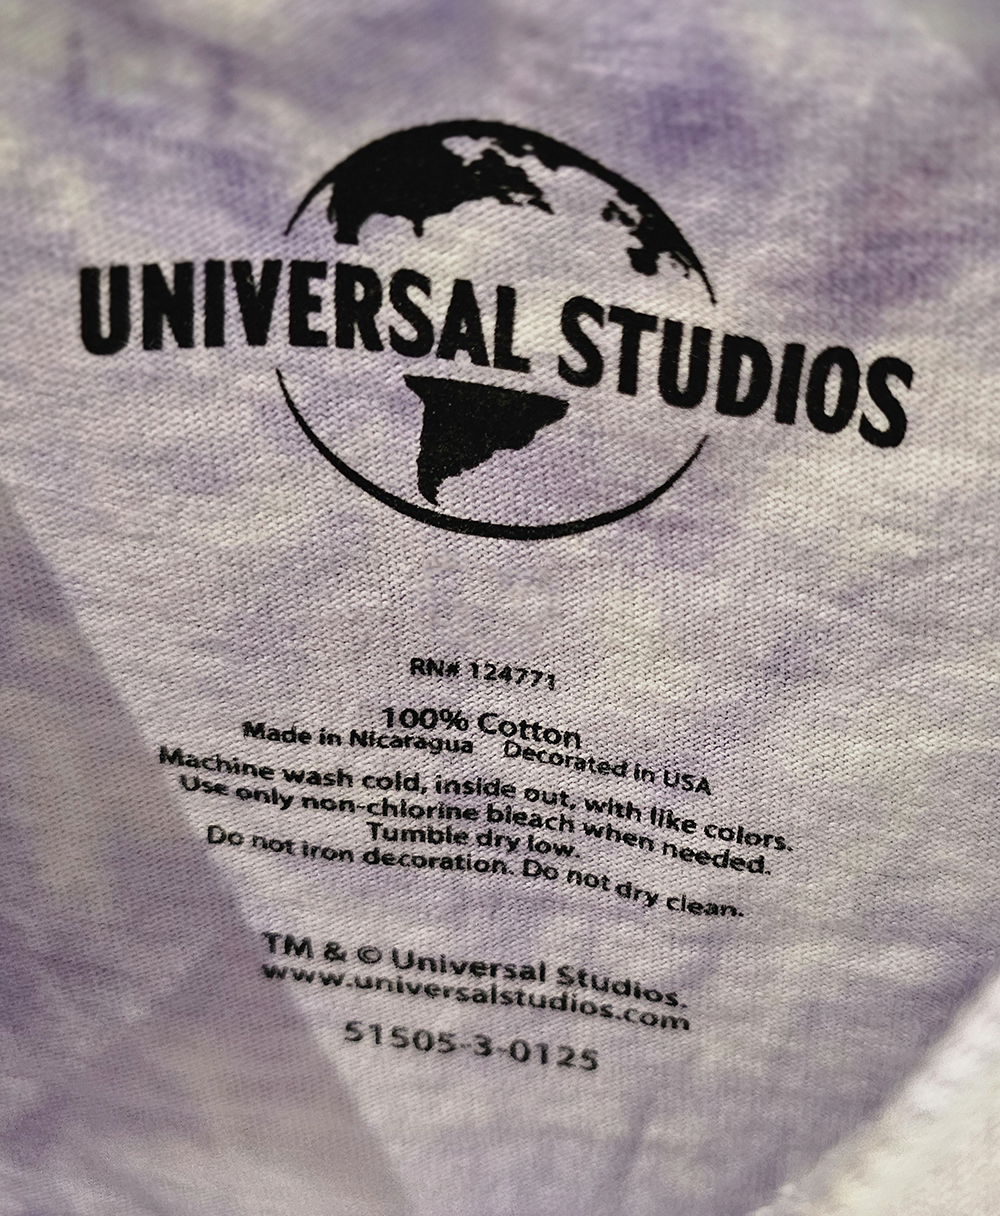 UNIVERSAL STUDIOS
RN# 124771
100% Cotton
Made in Nicaragua Decorated in USA
Machine wash cold, inside out, with like colors.
Use only non-chlorine bleach when needed.
Tumble dry low.
Do not iron decoration. Do not dry clean.
TM & © Universal Studios.
www.universalstudios.com
51505-3-0125